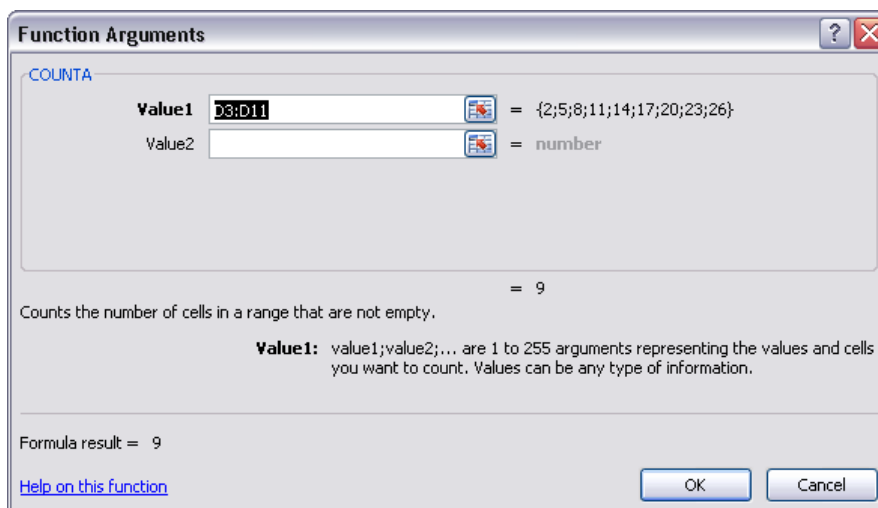 Function Arguments
COUNTA
Value1 D3:D11 = {2;5;8;11;14;17;20;23;26}
Value2 = number
= 9
Counts the number of cells in a range that are not empty.
Value1: value1;value2;... are 1 to 255 arguments representing the values and cells
you want to count. Values can be any type of information.
Formula result = 9
Help on this function
OK Cancel